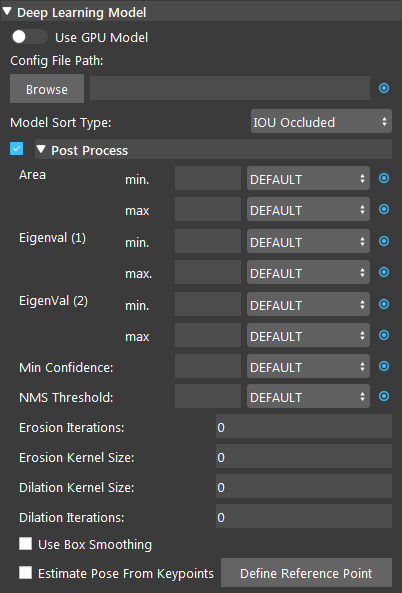 Deep Learning Model
Use GPU Model
Config File Path:
Browse
Model Sort Type: IOU Occluded
Post Process
Area min. DEFAULT
max DEFAULT
Eigenval (1) min. DEFAULT
max. DEFAULT
EigenVal (2) min. DEFAULT
max DEFAULT
Min Confidence: DEFAULT
NMS Threshold: DEFAULT
Erosion Iterations: 0
Erosion Kernel Size: 0
Dilation Kernel Size: 0
Dilation Iterations: 0
Use Box Smoothing
Estimate Pose From Keypoints Define Reference Point